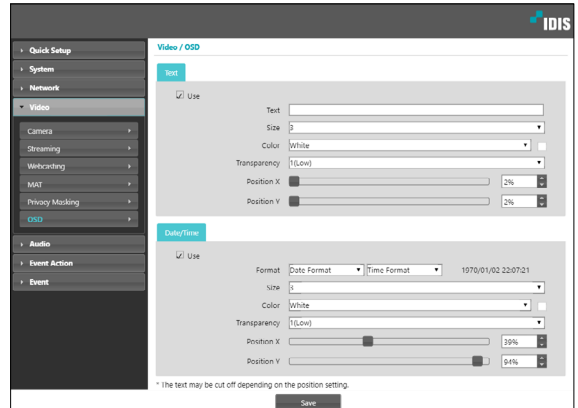 IDIS
Quick Setup
System
Network
Video
Camera
Streaming
Webcasting
MAT
Privacy Masking
OSD
Audio
Event Action
Event
Video / OSD
Text
Use
Text
Size 3
Color White
Transparency 1(Low)
Position X 2%
Position Y 2%
Date/Time
Use
Format Date Format Time Format 1970/01/02 22:07:21
Size 3
Color White
Transparency 1(Low)
Position X 39%
Position Y 94%
* The text may be cut off depending on the position setting.
Save